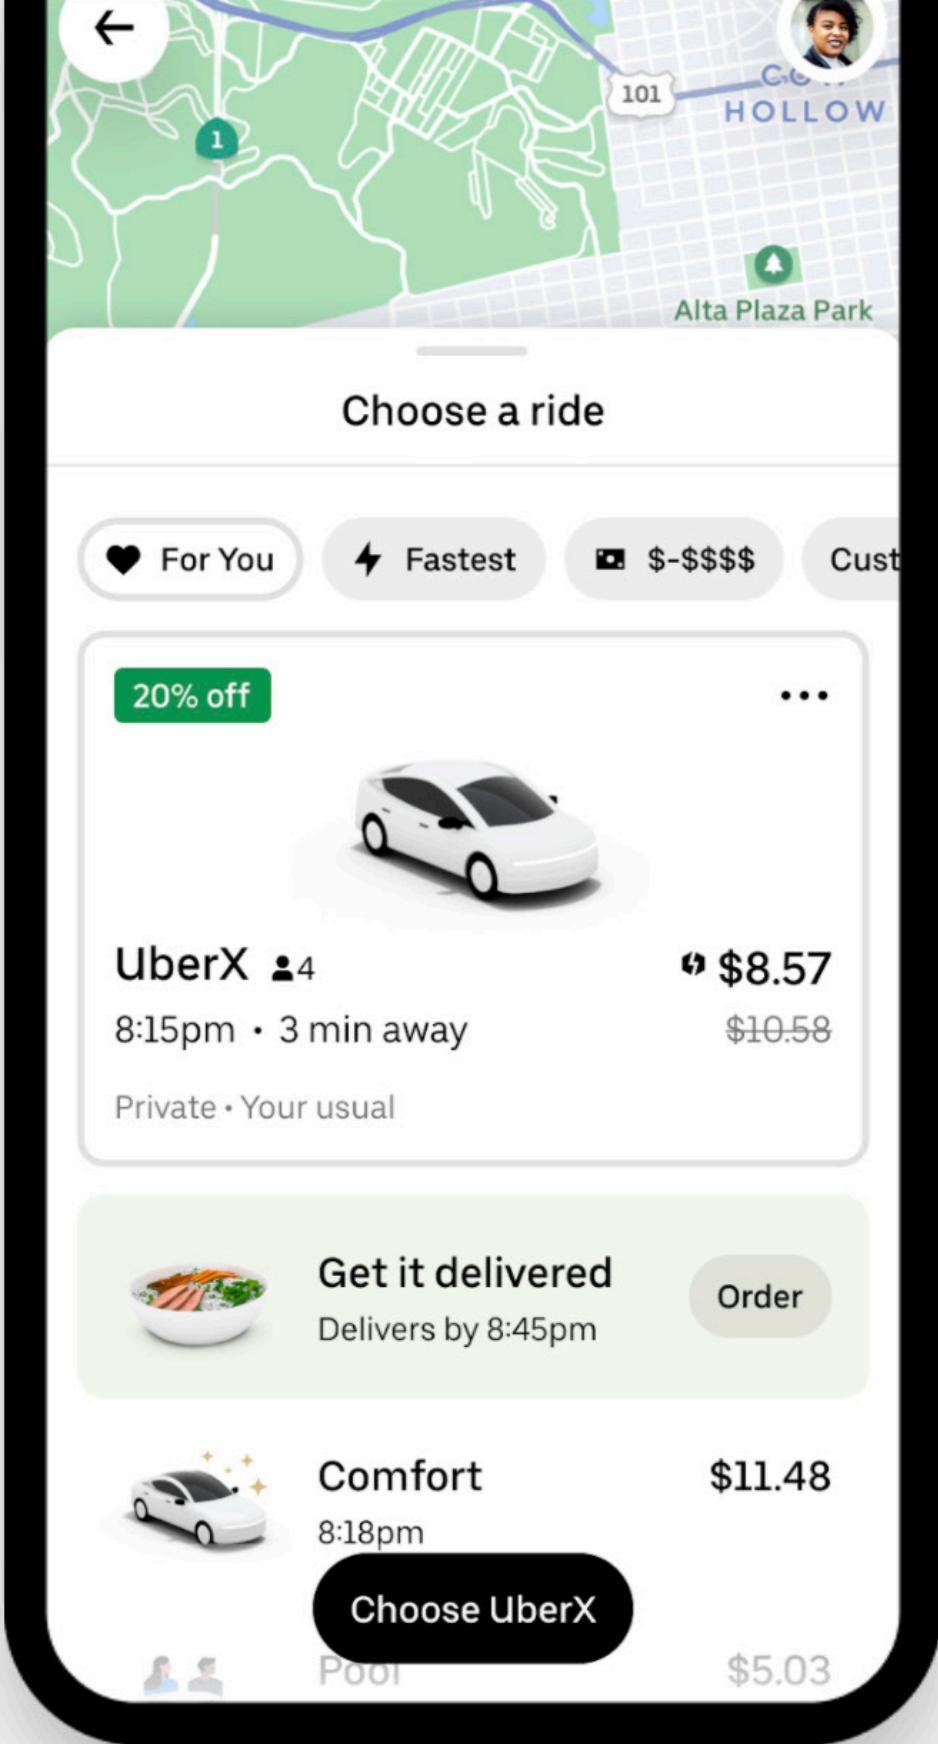 1
101
HOLLOW
Alta Plaza Park
Choose a ride
For You
Fastest
$-$$$$
20% off
UberX 4
$8.57
8:15pm • 3 min away
$10.58
Private • Your usual
Get it delivered
Delivers by 8:45pm
Order
Comfort
$11.48
8:18pm
Choose UberX
Pool
$5.03